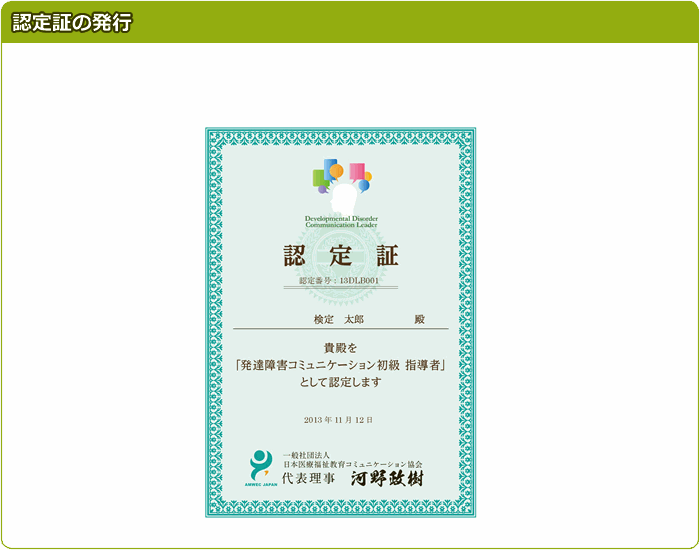 認定証の発行
Developmental Disorder
Communication Leader
認定証
認定番号：13DLB001
検定　太郎　　　殿
貴殿を
「発達障害コミュニケーション初級 指導者」
として認定します
2013 年 11 月 12 日
一般社団法人
日本医療福祉教育コミュニケーション協会
代表理事　河野政樹
AMWEC JAPAN